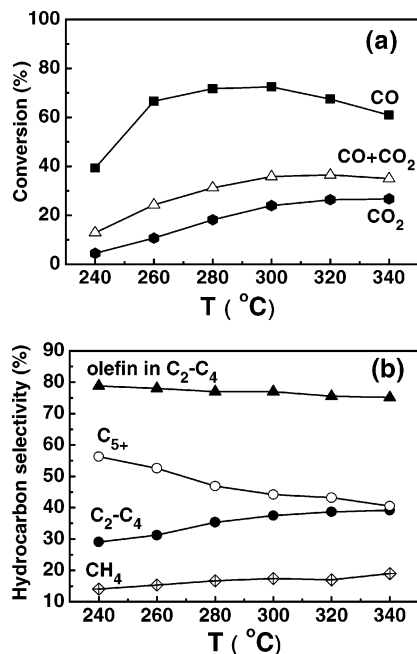 (a)
100
80
60
40
20
0
Conversion (%)
CO
CO+CO₂
CO₂
240 260 280 300 320 340
T ( °C)
(b)
90
80
70
60
50
40
30
20
10
Hydrocarbon selectivity (%)
olefin in C₂-C₄
C₅₊
C₂-C₄
CH₄
240 260 280 300 320 340
T ( °C)